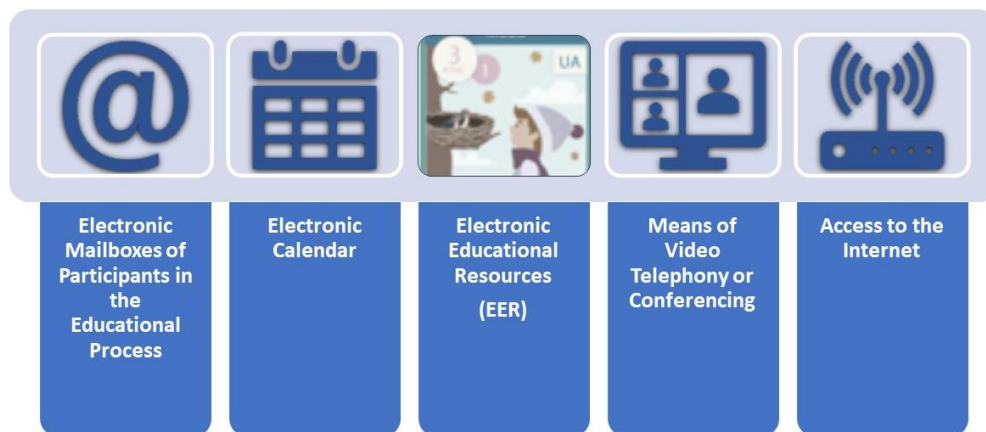 3
1
UA
Electronic
Mailboxes of
Participants in
the
Educational
Process
Electronic
Calendar
Electronic
Educational
Resources
(EER)
Means of
Video
Telephony or
Conferencing
Access to the
Internet